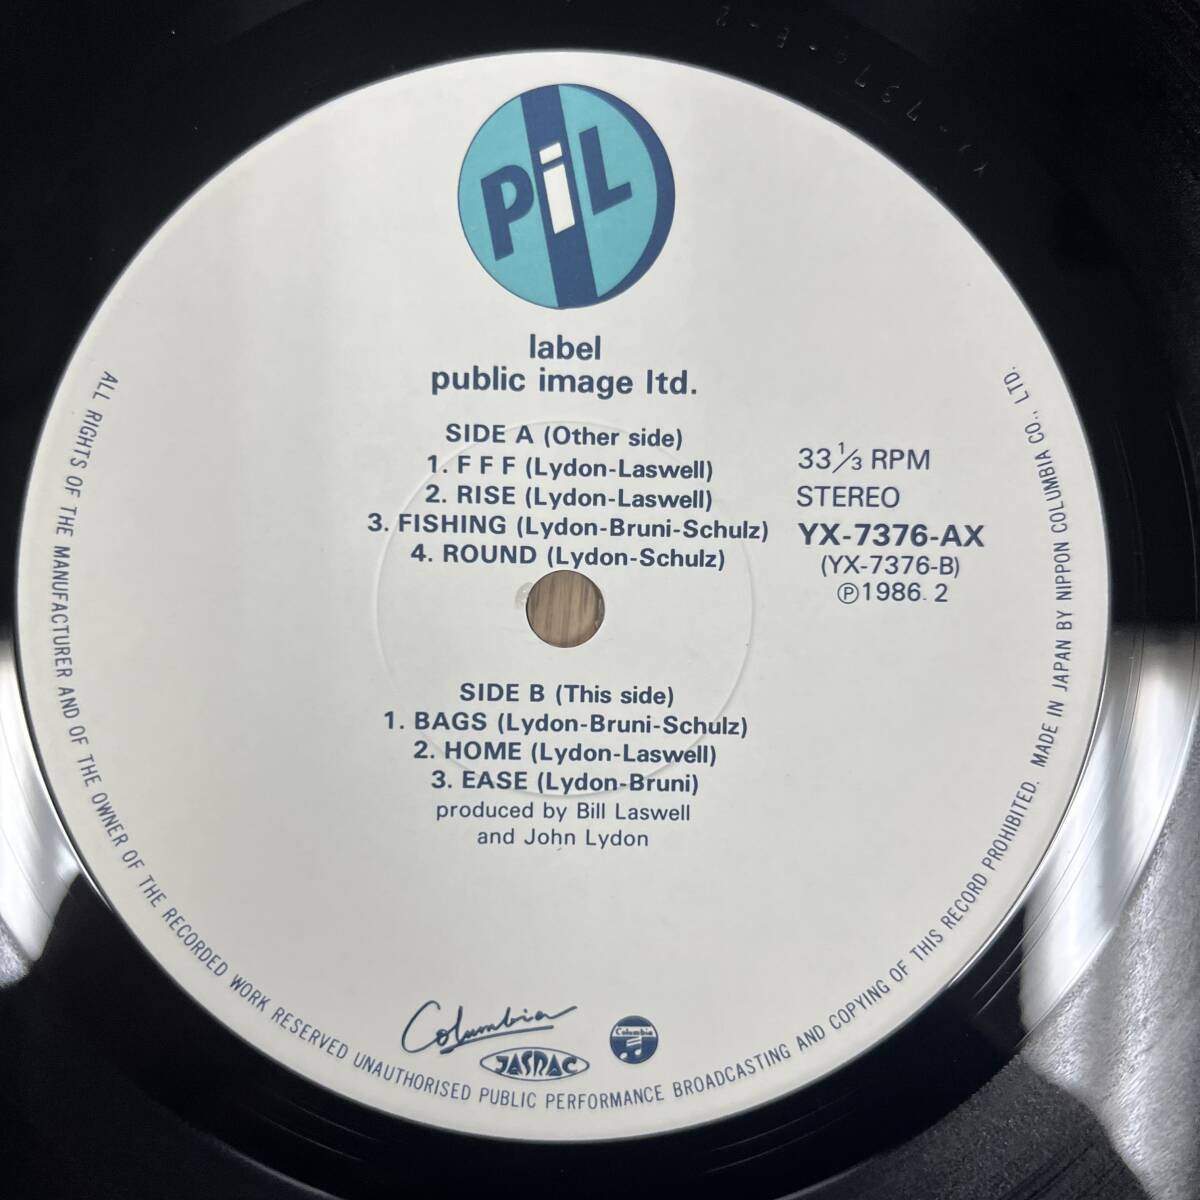 PiL
label
public image ltd.
SIDE A (Other side)
1. F F F (Lydon-Laswell)
2. RISE (Lydon-Laswell)
3. FISHING (Lydon-Bruni-Schulz)
4. ROUND (Lydon-Schulz)
33 1/3 RPM
STEREO
YX-7376-AX
(YX-7376-B)
Ⓟ1986. 2
SIDE B (This side)
1. BAGS (Lydon-Bruni-Schulz)
2. HOME (Lydon-Laswell)
3. EASE (Lydon-Bruni)
produced by Bill Laswell
and John Lydon
Columbia
JASRAC
Columbia
ALL RIGHTS OF THE MANUFACTURER AND OF THE OWNER OF THE RECORDED WORK RESERVED UNAUTHORISED PUBLIC PERFORMANCE BROADCASTING AND COPYING OF THIS RECORD PROHIBITED. MADE IN JAPAN BY NIPPON COLUMBIA CO., LTD.